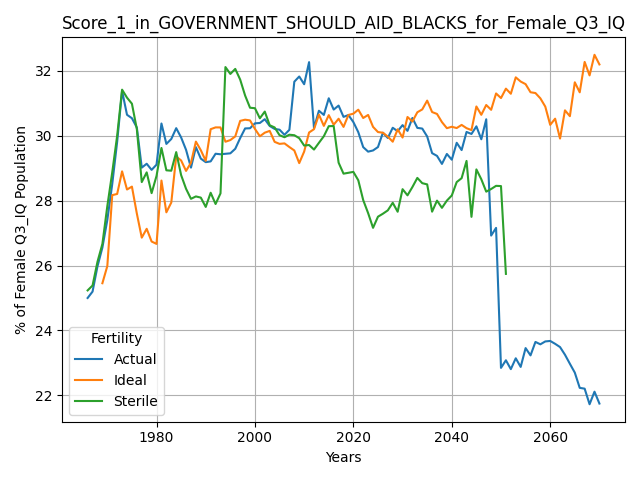 Score_1_in_GOVERNMENT_SHOULD_AID_BLACKS_for_Female_Q3_IQ
% of Female Q3_IQ Population
32
30
28
26
24
22
Fertility
Actual
Ideal
Sterile
1980
2000
2020
2040
2060
Years